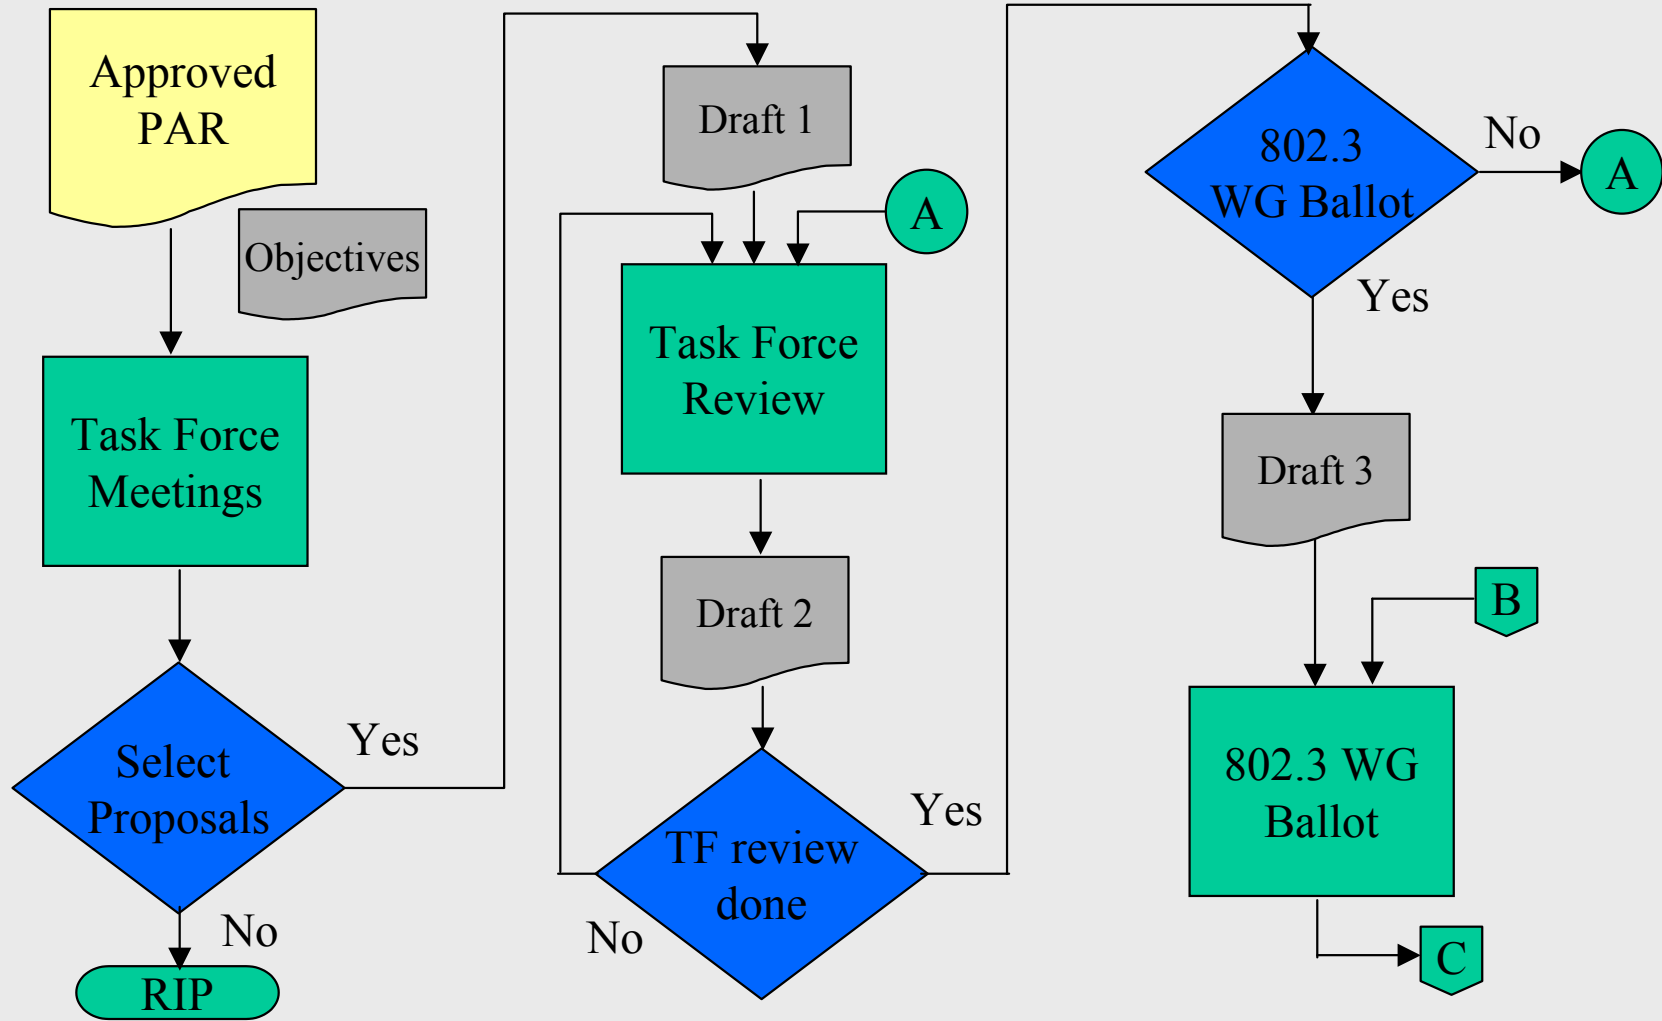 Approved
PAR
Objectives
Task Force
Meetings
Select
Proposals
Yes
No
RIP
Draft 1
A
Task Force
Review
Draft 2
TF review
done
Yes
No
802.3
WG Ballot
No
A
Yes
Draft 3
B
802.3 WG
Ballot
C